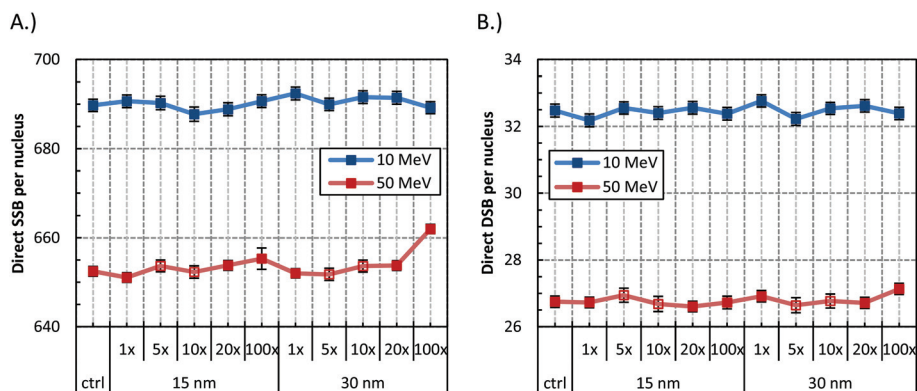 A.)
Direct SSB per nucleus
700
680
660
640
10 MeV
50 MeV
1x 5x 10x 20x 100x 1x 5x 10x 20x 100x
ctrl 15 nm 30 nm
B.)
Direct DSB per nucleus
34
32
30
28
26
10 MeV
50 MeV
1x 5x 10x 20x 100x 1x 5x 10x 20x 100x
ctrl 15 nm 30 nm